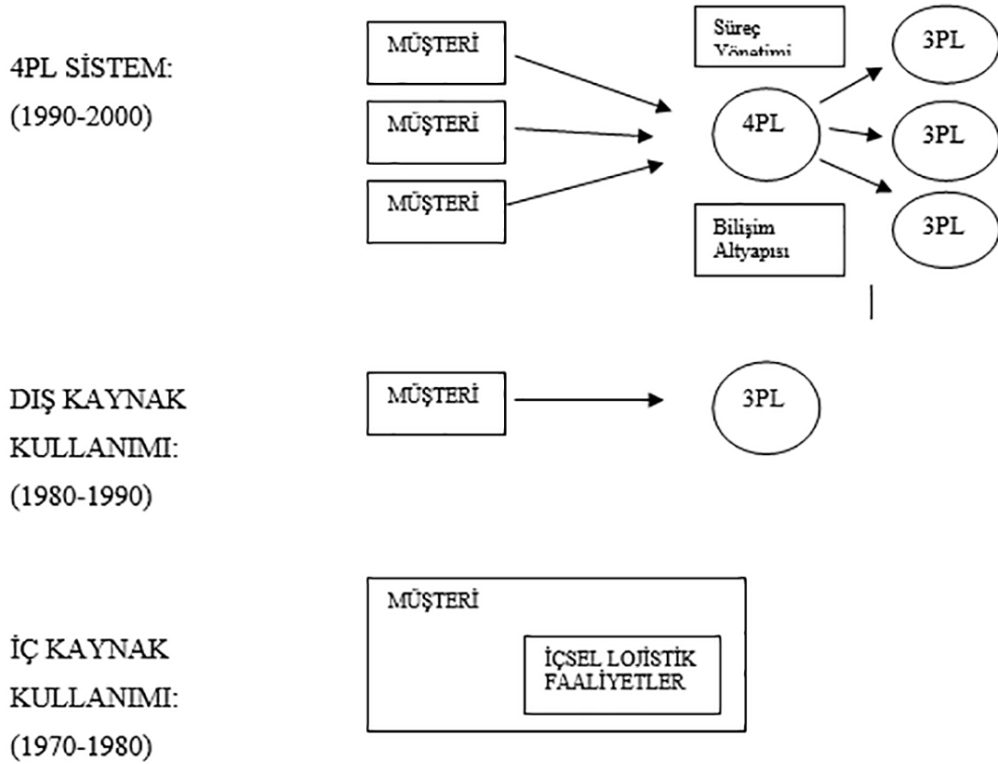 4PL SİSTEM:
(1990-2000)
MÜŞTERİ
MÜŞTERİ
MÜŞTERİ
Süreç
Yönetimi
4PL
Bilişim
Altyapısı
3PL
3PL
3PL
DIŞ KAYNAK
KULLANIMI:
(1980-1990)
MÜŞTERİ
3PL
İÇ KAYNAK
KULLANIMI:
(1970-1980)
MÜŞTERİ
İÇSEL LOJİSTİK
FAALİYETLER